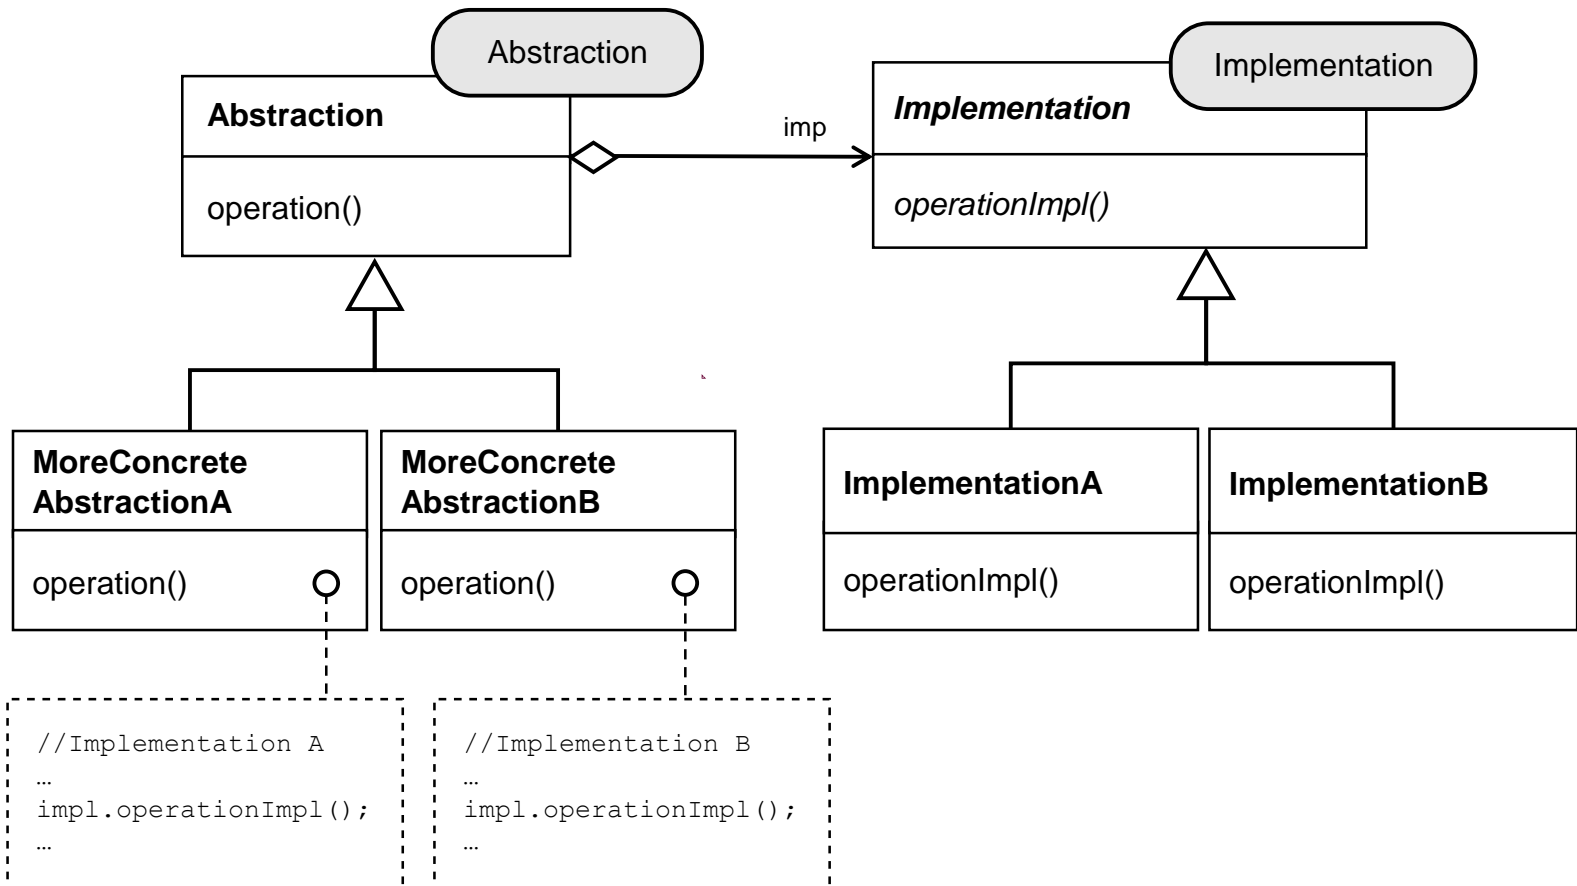 Abstraction
Implementation
Abstraction
imp
Implementation
operation()
operationImpl()
MoreConcrete
AbstractionA
MoreConcrete
AbstractionB
ImplementationA
ImplementationB
operation()
operation()
operationImpl()
operationImpl()
//Implementation A
…
impl.operationImpl();
…
//Implementation B
…
impl.operationImpl();
…